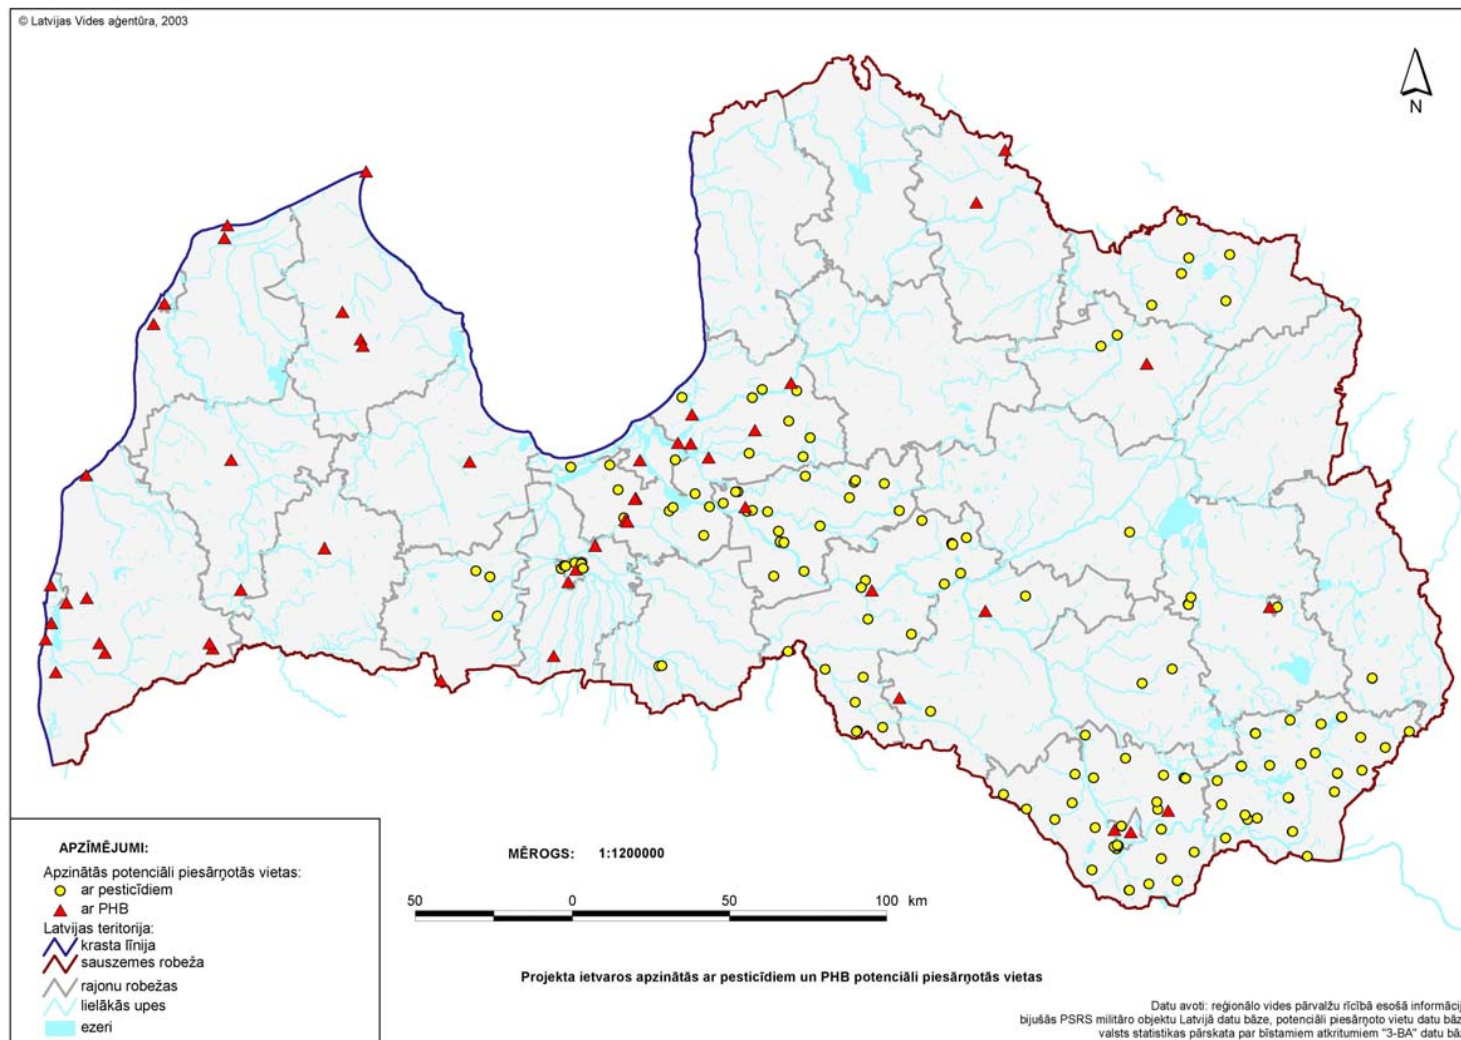 © Latvijas Vides aģentūra, 2003
N
APZĪMĒJUMI:
Apzinātās potenciāli piesārņotās vietas:
ar pesticīdiem
ar PHB
Latvijas teritorija:
krasta līnija
sauszemes robeža
rajonu robežas
lielākās upes
ezeri
MĒROGS: 1:1200000
50 0 50 100 km
Projekta ietvaros apzinātās ar pesticīdiem un PHB potenciāli piesārņotās vietas
Datu avoti: reģionālo vides pārvalžu rīcībā esošā informācij
bijušās PSRS militāro objektu Latvijā datu bāze, potenciāli piesārņoto vietu datu bāz
valsts statistikas pārskata par bīstamiem atkritumiem "3-BA" datu bā